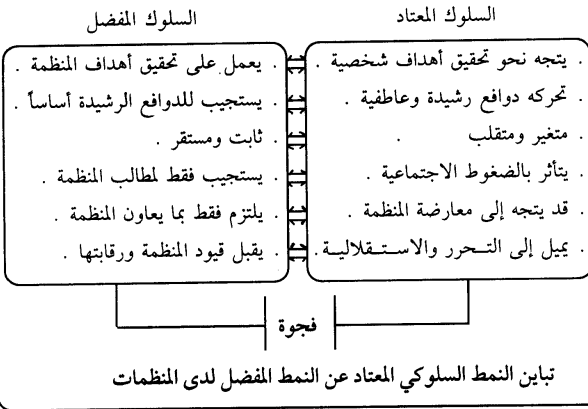 السلوك المعتاد
. يتجه نحو تحقيق أهداف شخصية .
. تحركه دوافع رشيدة وعاطفية .
. متغير ومتقلب .
. يتأثر بالضغوط الاجتماعية .
. قد يتجه إلى معارضة المنظمة .
. يميل إلى التـحرر والاستـقلاليـة .
السلوك المفضل
. يعمل على تحقيق أهداف المنظمة .
. يستجيب للدوافع الرشيدة أساساً .
. ثابت ومستقر .
. يستجيب فقط لمطالب المنظمة .
. يلتزم فقط بما يعاون المنظمة .
. يقبل قيود المنظمة ورقابتها .
فجوة
تباين النمط السلوكي المعتاد عن النمط المفضل لدى المنظمات